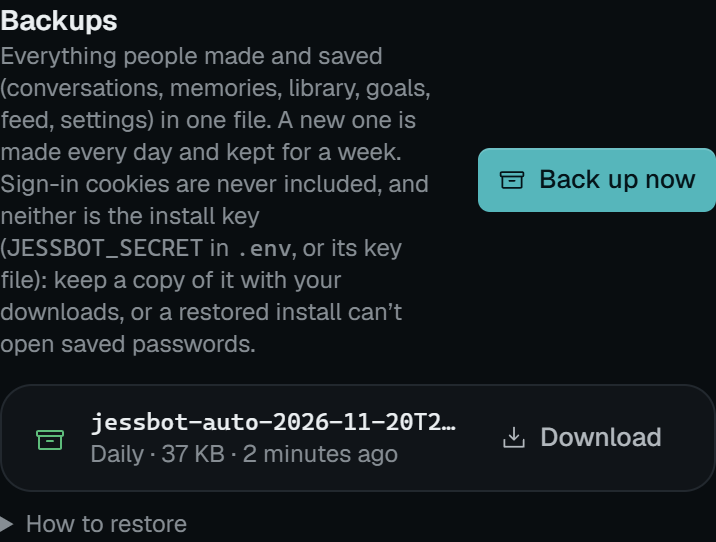 Backups
Everything people made and saved
(conversations, memories, library, goals,
feed, settings) in one file. A new one is
made every day and kept for a week.
Sign-in cookies are never included, and
neither is the install key
(JESSBOT_SECRET in .env, or its key
file): keep a copy of it with your
downloads, or a restored install can’t
open saved passwords.
Back up now
jessbot-auto-2026-11-20T2…
Daily · 37 KB · 2 minutes ago
Download
How to restore